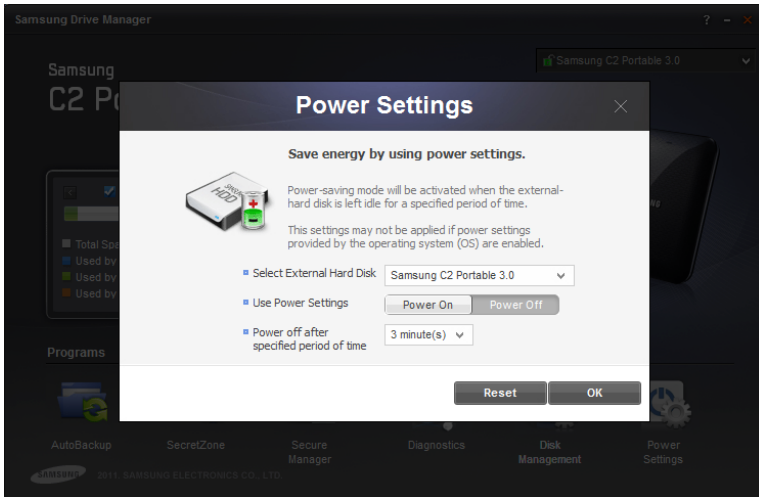 Samsung Drive Manager
? - ×
Samsung
Samsung C2 Portable 3.0
C2 Po
Power Settings
Save energy by using power settings.
Power-saving mode will be activated when the external-
hard disk is left idle for a specified period of time.
This settings may not be applied if power settings
provided by the operating system (OS) are enabled.
HDD
Total Spa
Used by
Used by
Used by
Select External Hard Disk
Samsung C2 Portable 3.0
Use Power Settings
Power On
Power Off
Power off after
specified period of time
3 minute(s)
Reset
OK
Programs
AutoBackup
SecretZone
Secure
Manager
Diagnostics
Disk
Management
Power
Settings
SAMSUNG
2011. SAMSUNG ELECTRONICS CO., LTD.